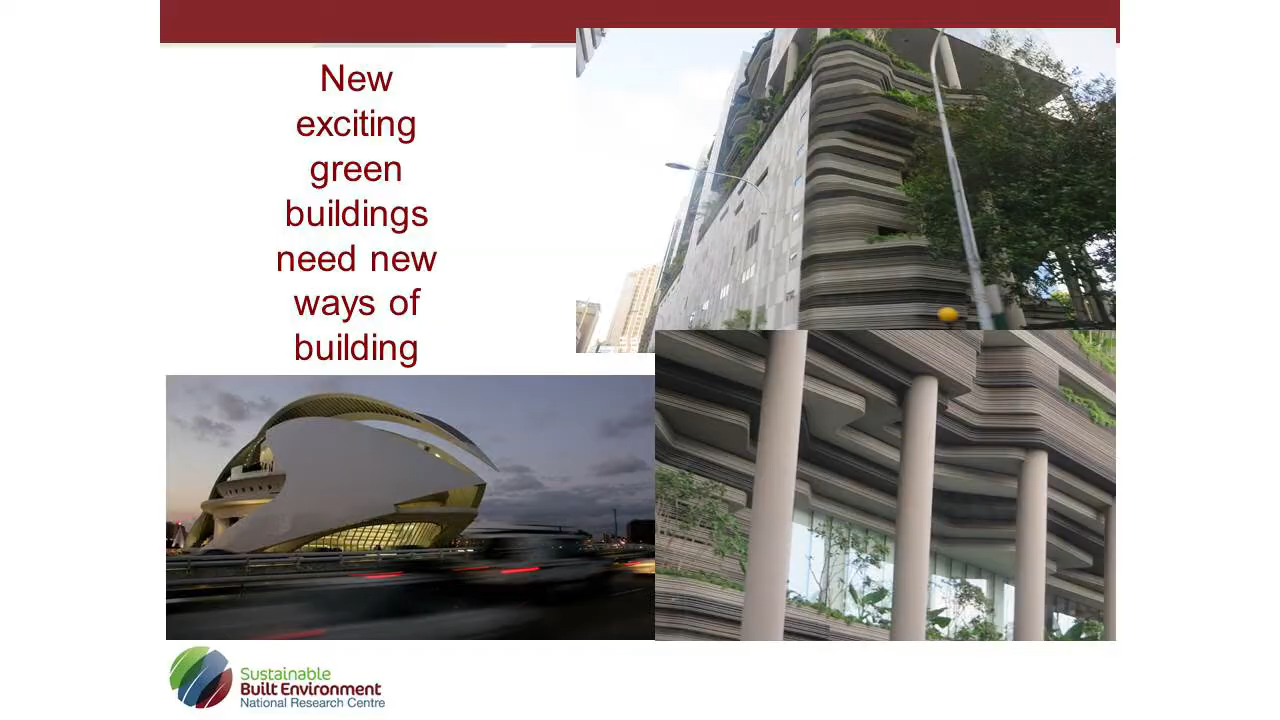 New
exciting
green
buildings
need new
ways of
building
Sustainable
Built Environment
National Research Centre